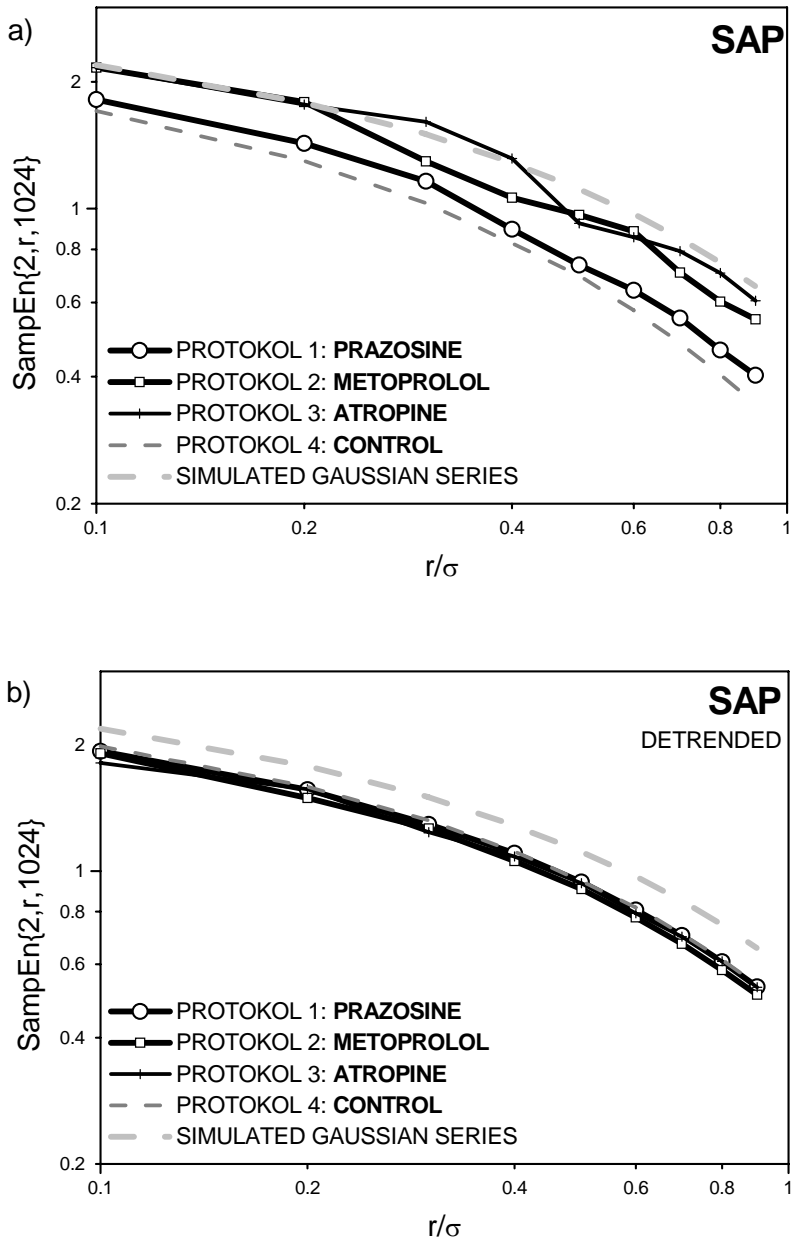 a)
SAP
2
1
0.8
0.6
0.4
0.2
SampEn{2,r,1024}
PROTOKOL 1: PRAZOSINE
PROTOKOL 2: METOPROLOL
PROTOKOL 3: ATROPINE
PROTOKOL 4: CONTROL
SIMULATED GAUSSIAN SERIES
0.1 0.2 0.4 0.6 0.8 1
r/σ
b)
SAP
DETRENDED
2
1
0.8
0.6
0.4
0.2
SampEn{2,r,1024}
PROTOKOL 1: PRAZOSINE
PROTOKOL 2: METOPROLOL
PROTOKOL 3: ATROPINE
PROTOKOL 4: CONTROL
SIMULATED GAUSSIAN SERIES
0.1 0.2 0.4 0.6 0.8 1
r/σ